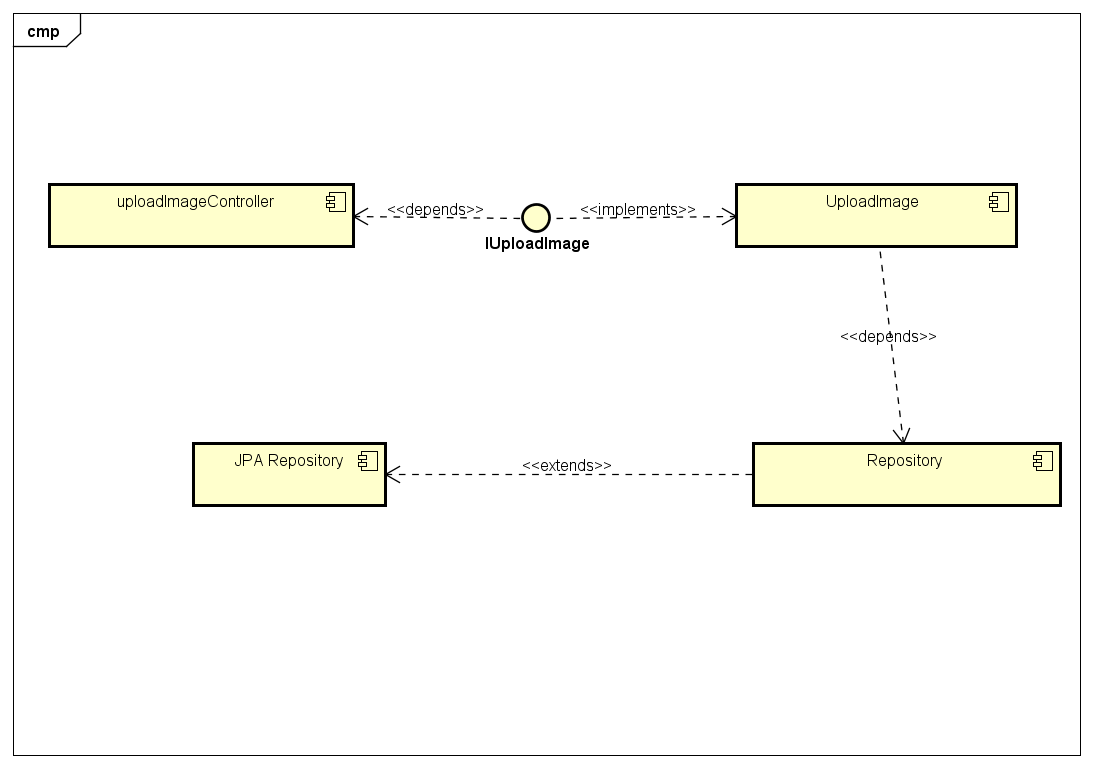 cmp
uploadImageController
<<depends>>
<<implements>>
UploadImage
IUploadImage
<<depends>>
JPA Repository
<<extends>>
Repository